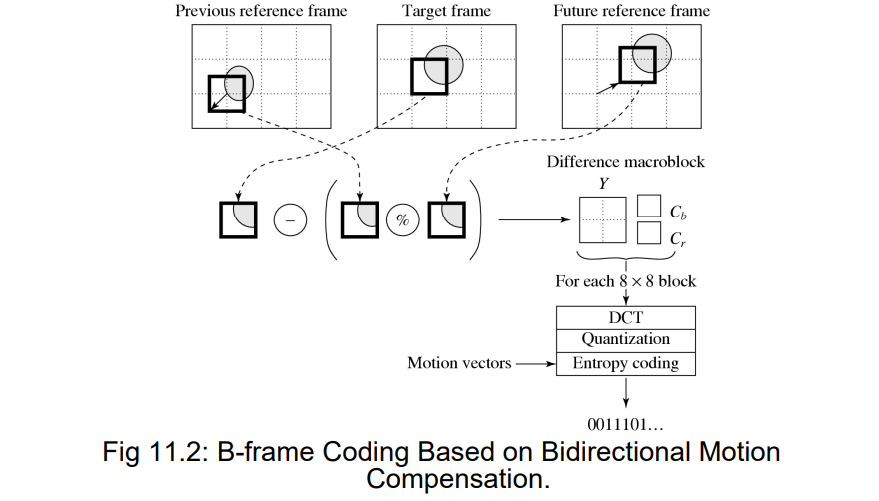 Previous reference frame
Target frame
Future reference frame
Difference macroblock
Y
− ( % )
C_b
C_r
For each 8 × 8 block
DCT
Quantization
Motion vectors
Entropy coding
0011101…
Fig 11.2: B-frame Coding Based on Bidirectional Motion
Compensation.